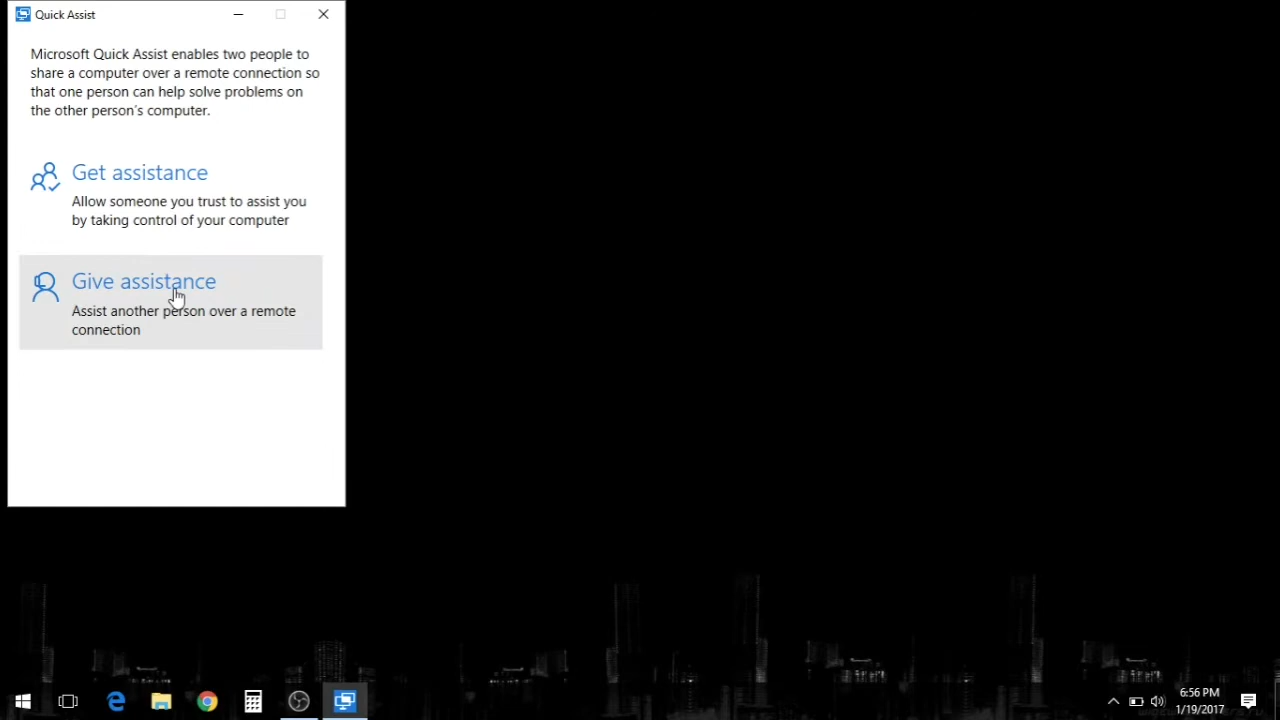 Quick Assist
Microsoft Quick Assist enables two people to
share a computer over a remote connection so
that one person can help solve problems on
the other person's computer.
Get assistance
Allow someone you trust to assist you
by taking control of your computer
Give assistance
Assist another person over a remote
connection
6:56 PM
1/19/2017